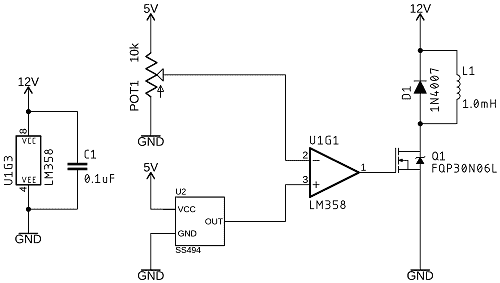 5V
12V
10k
POT1
GND
12V
D1
1N4007
L1
1.0mH
8
VCC
U1G3
LM358
VEE
4
C1
0.1uF
GND
5V
U2
VCC
OUT
GND
SS494
GND
U1G1
2
3
1
LM358
Q1
FQP30N06L
GND